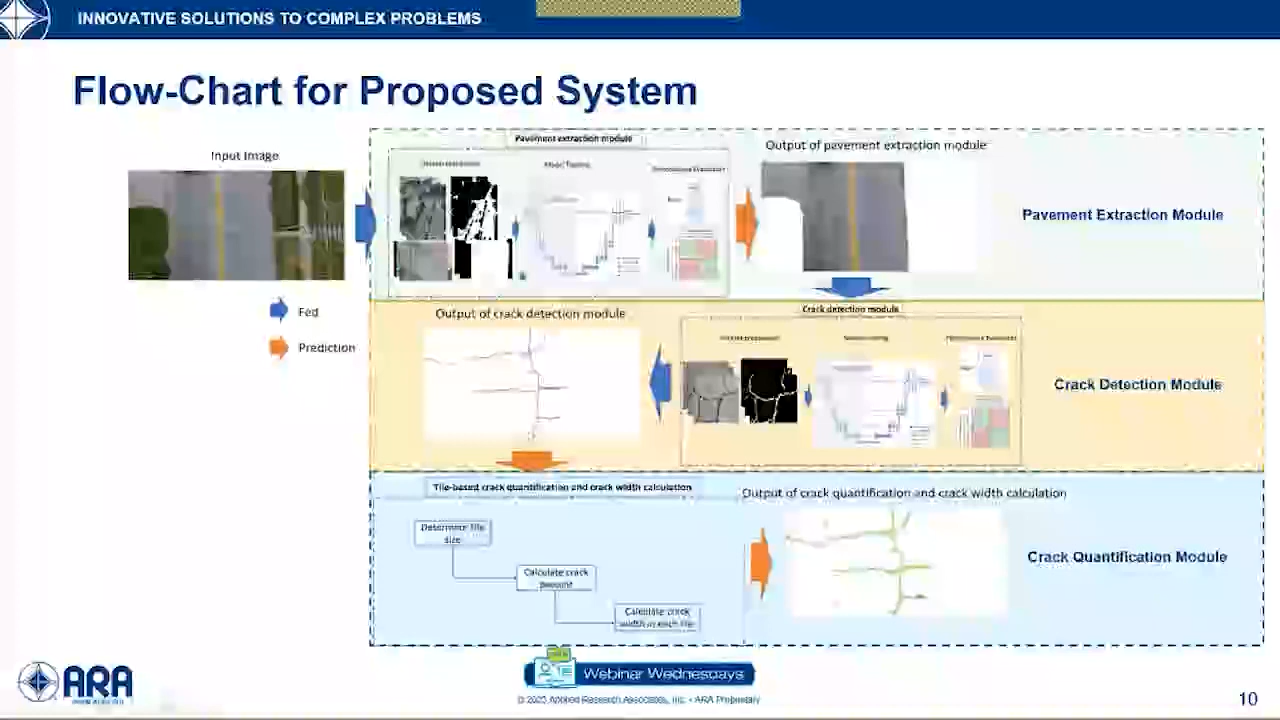 INNOVATIVE SOLUTIONS TO COMPLEX PROBLEMS
Flow-Chart for Proposed System
Input Image
Fed
Prediction
Pavement extraction module
Output of pavement extraction module
Pavement Extraction Module
Output of crack detection module
Crack detection module
Crack Detection Module
Tile-based crack quantification and crack width calculation
Output of crack quantification and crack width calculation
Determine tile
size
Calculate crack
amount
Calculate crack
width in each tile
Crack Quantification Module
ARA
Webinar Wednesdays
© 2023 Applied Research Associates, Inc. • ARA Proprietary
10